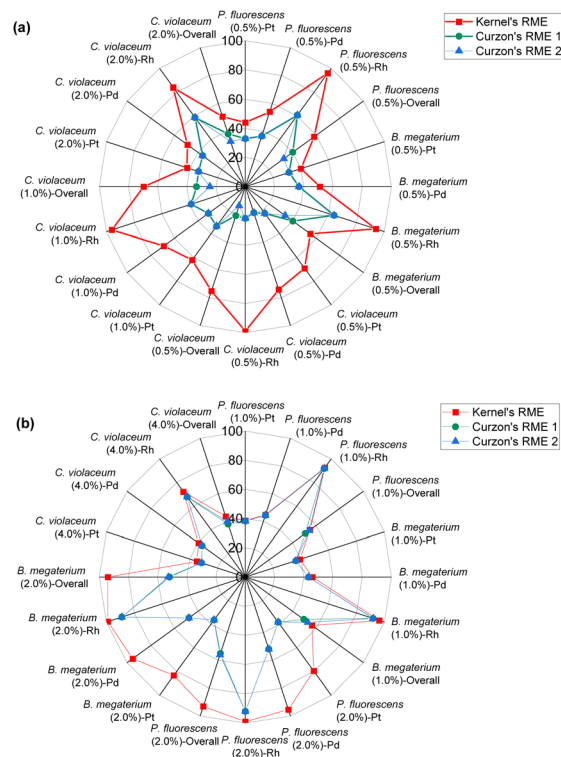 (a)
Kernel's RME
Curzon's RME 1
Curzon's RME 2
P. fluorescens
(0.5%)-Pt
P. fluorescens
(0.5%)-Pd
P. fluorescens
(0.5%)-Rh
P. fluorescens
(0.5%)-Overall
B. megaterium
(0.5%)-Pt
B. megaterium
(0.5%)-Pd
B. megaterium
(0.5%)-Rh
B. megaterium
(0.5%)-Overall
C. violaceum
(0.5%)-Pt
C. violaceum
(0.5%)-Pd
C. violaceum
(0.5%)-Rh
C. violaceum
(0.5%)-Overall
C. violaceum
(1.0%)-Pt
C. violaceum
(1.0%)-Pd
C. violaceum
(1.0%)-Rh
C. violaceum
(1.0%)-Overall
C. violaceum
(2.0%)-Pt
C. violaceum
(2.0%)-Pd
C. violaceum
(2.0%)-Rh
C. violaceum
(2.0%)-Overall
100
80
60
40
20
0
(b)
Kernel's RME
Curzon's RME 1
Curzon's RME 2
P. fluorescens
(1.0%)-Pt
P. fluorescens
(1.0%)-Pd
P. fluorescens
(1.0%)-Rh
P. fluorescens
(1.0%)-Overall
B. megaterium
(1.0%)-Pt
B. megaterium
(1.0%)-Pd
B. megaterium
(1.0%)-Rh
B. megaterium
(1.0%)-Overall
P. fluorescens
(2.0%)-Pt
P. fluorescens
(2.0%)-Pd
P. fluorescens
(2.0%)-Rh
P. fluorescens
(2.0%)-Overall
B. megaterium
(2.0%)-Pt
B. megaterium
(2.0%)-Pd
B. megaterium
(2.0%)-Rh
B. megaterium
(2.0%)-Overall
C. violaceum
(4.0%)-Pt
C. violaceum
(4.0%)-Pd
C. violaceum
(4.0%)-Rh
C. violaceum
(4.0%)-Overall
100
80
60
40
20
0